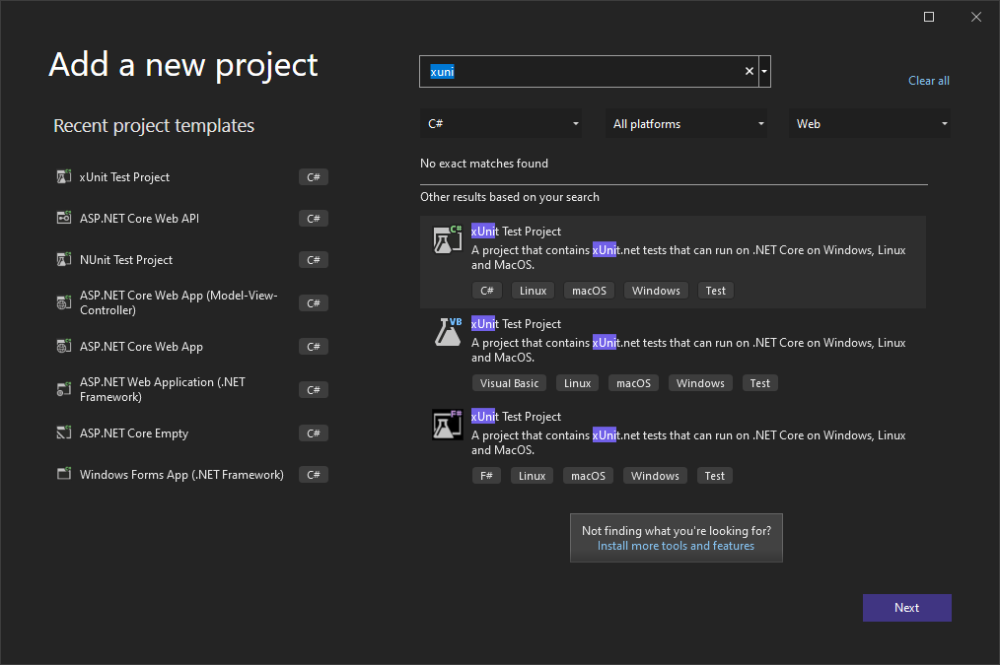 Add a new project
xuni
Clear all
Recent project templates
C#
All platforms
Web
No exact matches found
xUnit Test Project
C#
ASP.NET Core Web API
C#
NUnit Test Project
C#
ASP.NET Core Web App (Model-View-
Controller)
C#
ASP.NET Core Web App
C#
ASP.NET Web Application (.NET
Framework)
C#
ASP.NET Core Empty
C#
Windows Forms App (.NET Framework)
C#
Other results based on your search
C#
xUnit Test Project
A project that contains xUnit.net tests that can run on .NET Core on Windows, Linux
and MacOS.
C# Linux macOS Windows Test
VB
xUnit Test Project
A project that contains xUnit.net tests that can run on .NET Core on Windows, Linux
and MacOS.
Visual Basic Linux macOS Windows Test
F#
xUnit Test Project
A project that contains xUnit.net tests that can run on .NET Core on Windows, Linux
and MacOS.
F# Linux macOS Windows Test
Not finding what you're looking for?
Install more tools and features
Next